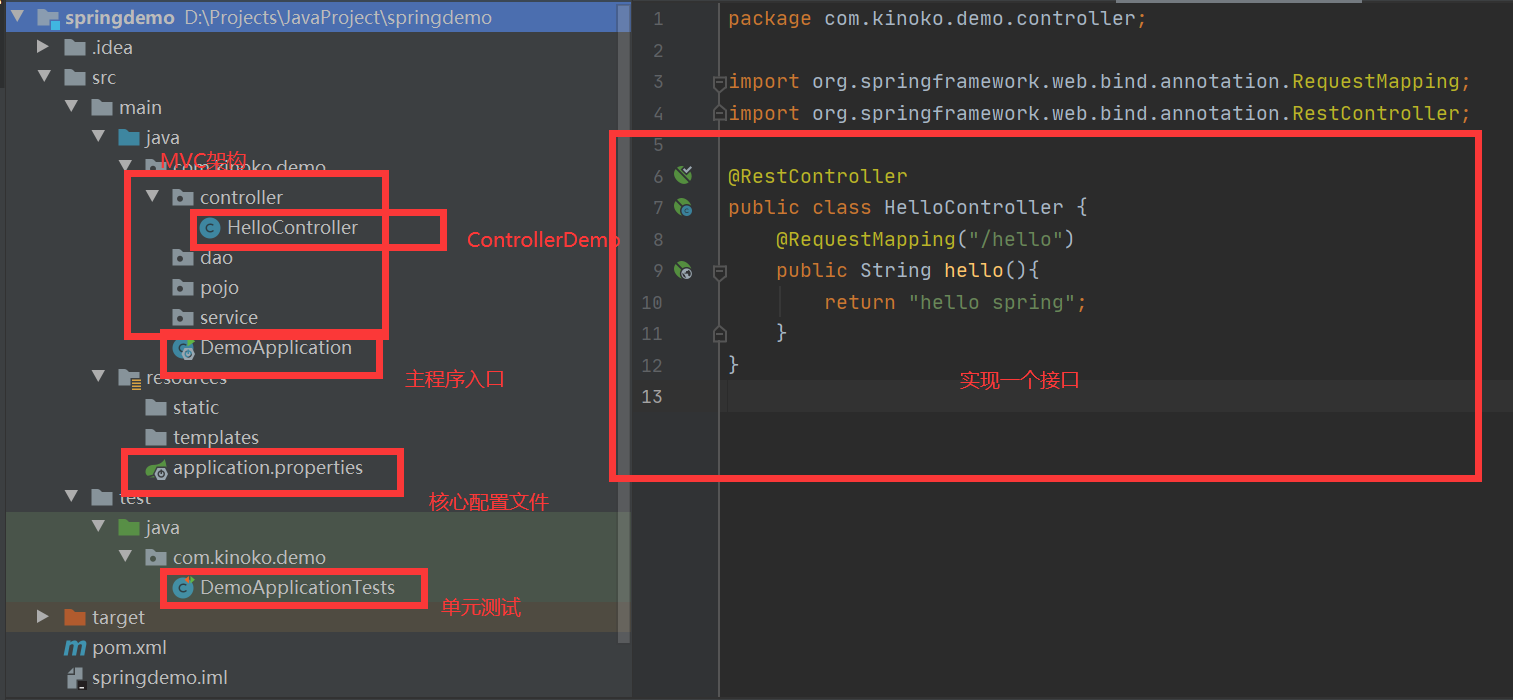 springdemo D:\Projects\JavaProject\springdemo
.idea
src
main
java
MVC架构
com.kinoko.demo
controller
HelloController
ControllerDemo
dao
pojo
service
DemoApplication
主程序入口
resources
static
templates
application.properties
核心配置文件
test
java
com.kinoko.demo
DemoApplicationTests
单元测试
target
pom.xml
springdemo.iml
1 package com.kinoko.demo.controller;
2
3 import org.springframework.web.bind.annotation.RequestMapping;
4 import org.springframework.web.bind.annotation.RestController;
5
6 @RestController
7 public class HelloController {
8 @RequestMapping("/hello")
9 public String hello(){
10 return "hello spring";
11 }
12 }
实现一个接口
13